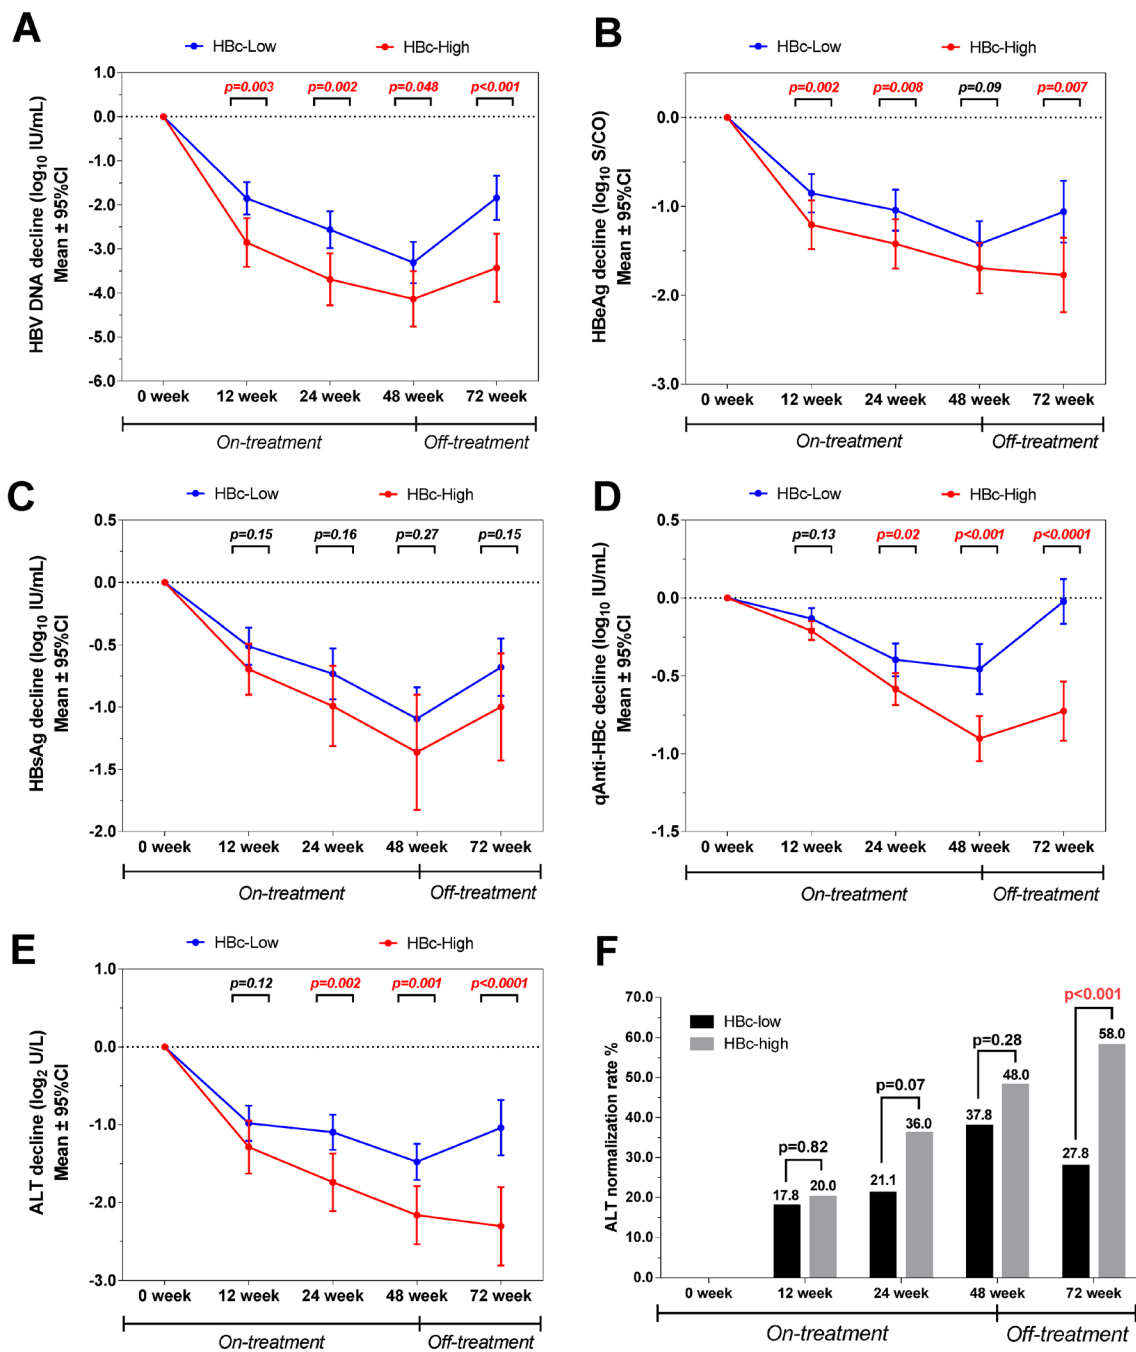 A
HBc-Low
HBc-High
p=0.003
p=0.002
p=0.048
p<0.001
HBV DNA decline (log10 IU/mL)
Mean ± 95%CI
1.0
0.0
-1.0
-2.0
-3.0
-4.0
-5.0
-6.0
0 week
12 week
24 week
48 week
72 week
On-treatment
Off-treatment
B
HBc-Low
HBc-High
p=0.002
p=0.008
p=0.09
p=0.007
HBeAg decline (log10 S/CO)
Mean ± 95%CI
0.0
-1.0
-2.0
-3.0
0 week
12 week
24 week
48 week
72 week
On-treatment
Off-treatment
C
HBc-Low
HBc-High
p=0.15
p=0.16
p=0.27
p=0.15
HBsAg decline (log10 IU/mL)
Mean ± 95%CI
0.5
0.0
-0.5
-1.0
-1.5
-2.0
0 week
12 week
24 week
48 week
72 week
On-treatment
Off-treatment
D
HBc-Low
HBc-High
p=0.13
p=0.02
p<0.001
p<0.0001
qAnti-HBc decline (log10 IU/mL)
Mean ± 95%CI
0.5
0.0
-0.5
-1.0
-1.5
0 week
12 week
24 week
48 week
72 week
On-treatment
Off-treatment
E
HBc-Low
HBc-High
p=0.12
p=0.002
p=0.001
p<0.0001
ALT decline (log2 U/L)
Mean ± 95%CI
1.0
0.0
-1.0
-2.0
-3.0
0 week
12 week
24 week
48 week
72 week
On-treatment
Off-treatment
F
HBc-low
HBc-high
p=0.82
p=0.07
p=0.28
p<0.001
17.8
20.0
21.1
36.0
37.8
48.0
27.8
58.0
ALT normalization rate %
70.0
60.0
50.0
40.0
30.0
20.0
10.0
0.0
0 week
12 week
24 week
48 week
72 week
On-treatment
Off-treatment